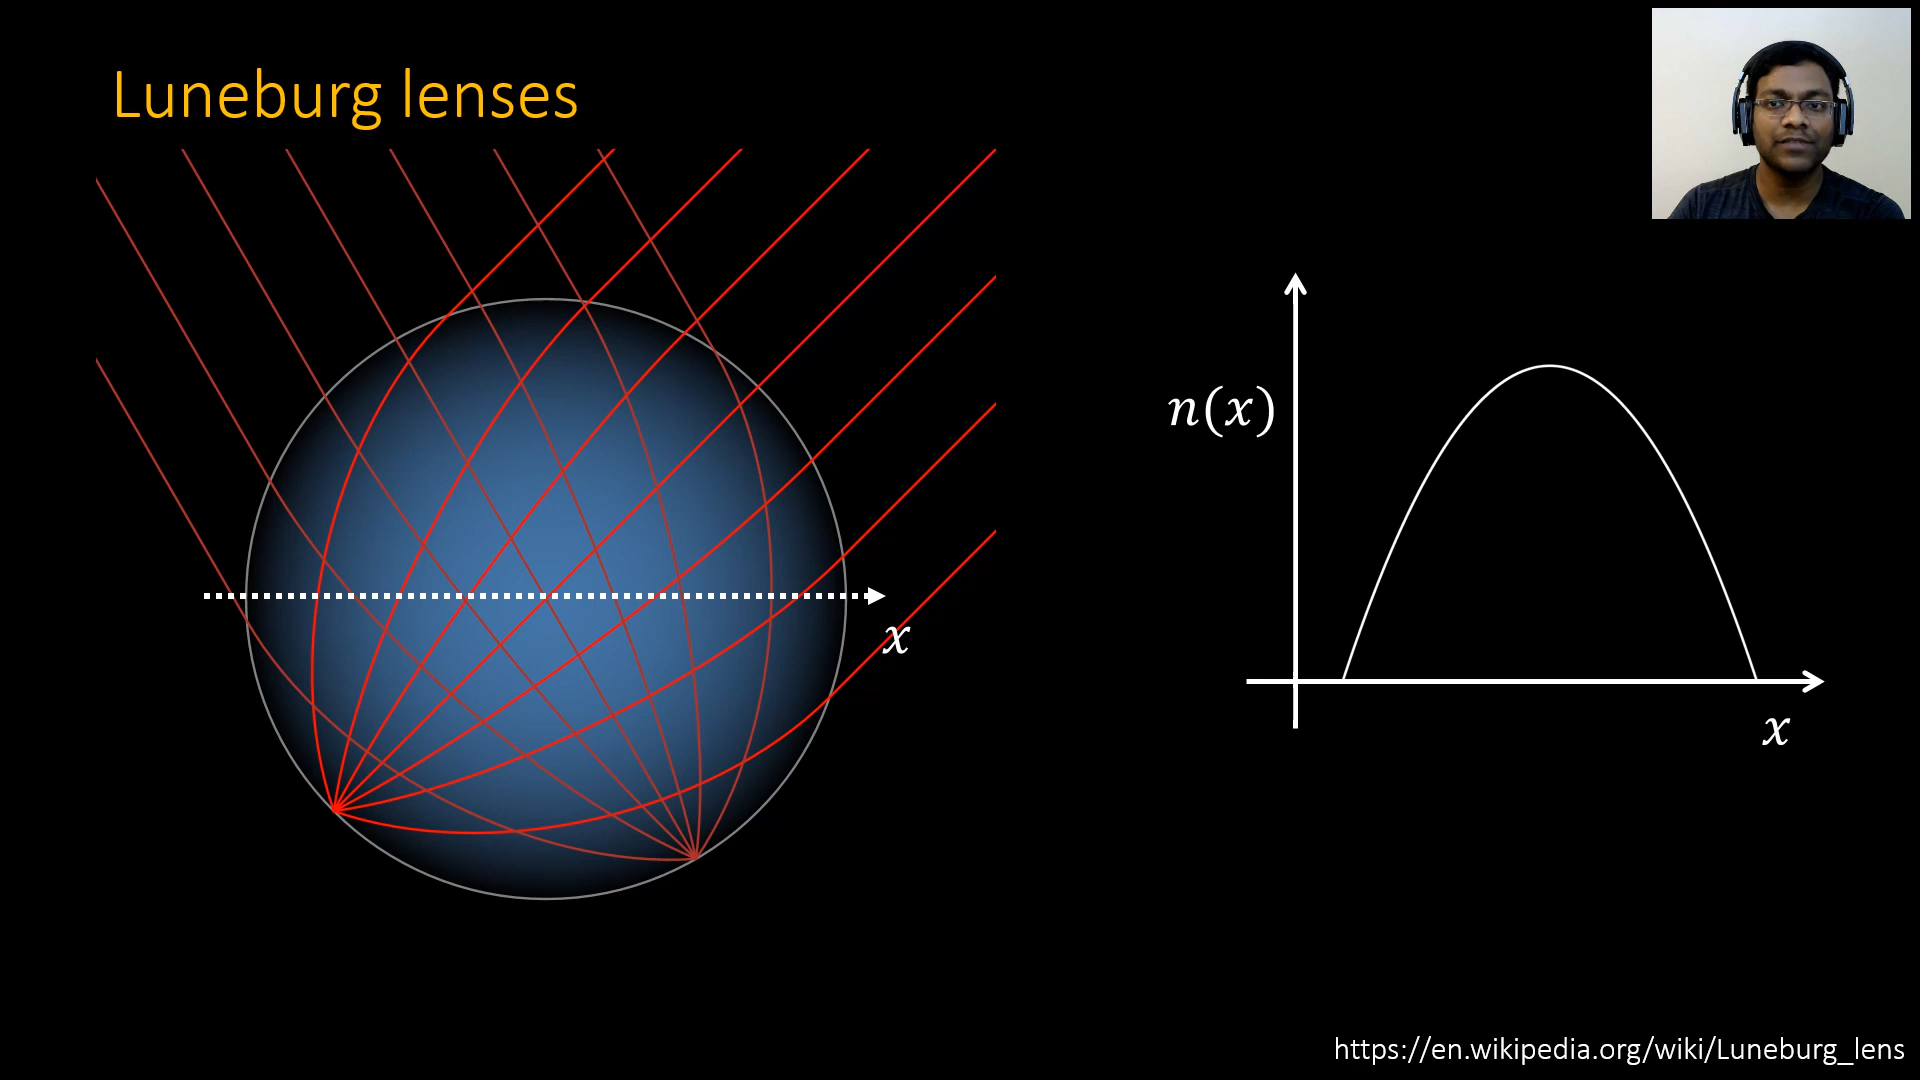 Luneburg lenses
x
n(x)
x
https://en.wikipedia.org/wiki/Luneburg_lens